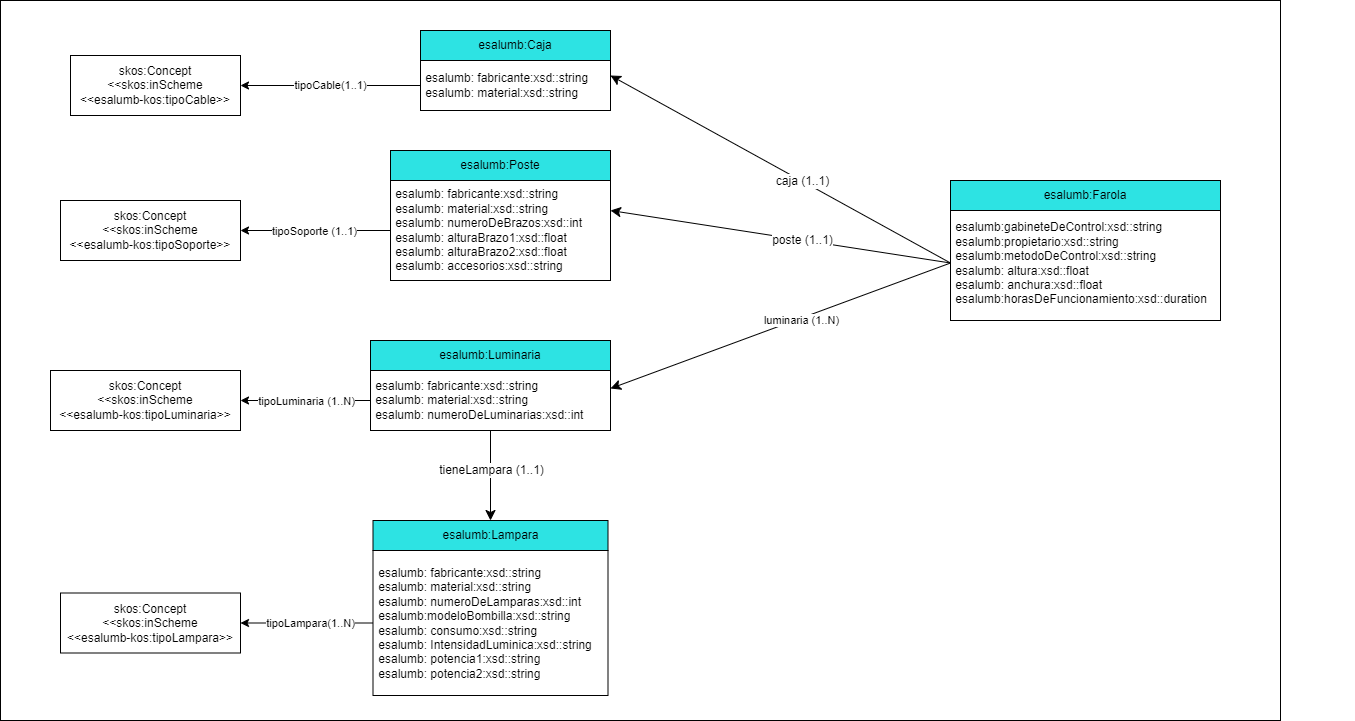 esalumb:Caja
esalumb: fabricante:xsd::string
esalumb: material:xsd::string
skos:Concept
<<skos:inScheme
<<esalumb-kos:tipoCable>>
tipoCable(1..1)
esalumb:Poste
esalumb: fabricante:xsd::string
esalumb: material:xsd::string
esalumb: numeroDeBrazos:xsd::int
esalumb: alturaBrazo1:xsd::float
esalumb: alturaBrazo2:xsd::float
esalumb: accesorios:xsd::string
skos:Concept
<<skos:inScheme
<<esalumb-kos:tipoSoporte>>
tipoSoporte (1..1)
caja (1..1)
poste (1..1)
luminaria (1..N)
esalumb:Farola
esalumb:gabineteDeControl:xsd::string
esalumb:propietario:xsd::string
esalumb:metodoDeControl:xsd::string
esalumb: altura:xsd::float
esalumb: anchura:xsd::float
esalumb:horasDeFuncionamiento:xsd::duration
esalumb:Luminaria
esalumb: fabricante:xsd::string
esalumb: material:xsd::string
esalumb: numeroDeLuminarias:xsd::int
skos:Concept
<<skos:inScheme
<<esalumb-kos:tipoLuminaria>>
tipoLuminaria (1..N)
tieneLampara (1..1)
esalumb:Lampara
esalumb: fabricante:xsd::string
esalumb: material:xsd::string
esalumb: numeroDeLamparas:xsd::int
esalumb:modeloBombilla:xsd::string
esalumb: consumo:xsd::string
esalumb: IntensidadLuminica:xsd::string
esalumb: potencia1:xsd::string
esalumb: potencia2:xsd::string
skos:Concept
<<skos:inScheme
<<esalumb-kos:tipoLampara>>
tipoLampara(1..N)